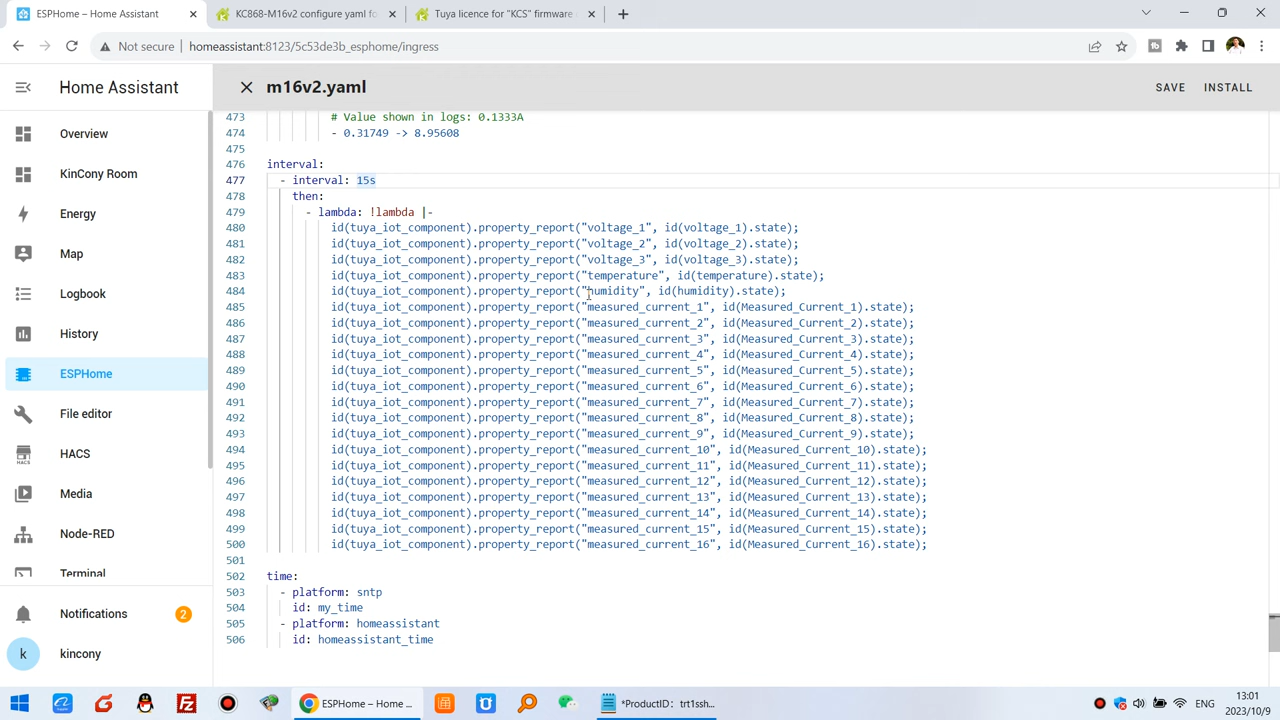 ESPHome – Home Assistant
KC868-M16v2 configure yaml fo
Tuya licence for "KCS" firmware
Not secure
homeassistant:8123/5c53de3b_esphome/ingress
Home Assistant
m16v2.yaml
SAVE
INSTALL
Overview
KinCony Room
Energy
Map
Logbook
History
ESPHome
File editor
HACS
Media
Node-RED
Terminal
Notifications
2
k
kincony
473 # Value shown in logs: 0.1333A
474 - 0.31749 -> 8.95608
475
476 interval:
477 - interval: 15s
478 then:
479 - lambda: !lambda |-
480 id(tuya_iot_component).property_report("voltage_1", id(voltage_1).state);
481 id(tuya_iot_component).property_report("voltage_2", id(voltage_2).state);
482 id(tuya_iot_component).property_report("voltage_3", id(voltage_3).state);
483 id(tuya_iot_component).property_report("temperature", id(temperature).state);
484 id(tuya_iot_component).property_report("humidity", id(humidity).state);
485 id(tuya_iot_component).property_report("measured_current_1", id(Measured_Current_1).state);
486 id(tuya_iot_component).property_report("measured_current_2", id(Measured_Current_2).state);
487 id(tuya_iot_component).property_report("measured_current_3", id(Measured_Current_3).state);
488 id(tuya_iot_component).property_report("measured_current_4", id(Measured_Current_4).state);
489 id(tuya_iot_component).property_report("measured_current_5", id(Measured_Current_5).state);
490 id(tuya_iot_component).property_report("measured_current_6", id(Measured_Current_6).state);
491 id(tuya_iot_component).property_report("measured_current_7", id(Measured_Current_7).state);
492 id(tuya_iot_component).property_report("measured_current_8", id(Measured_Current_8).state);
493 id(tuya_iot_component).property_report("measured_current_9", id(Measured_Current_9).state);
494 id(tuya_iot_component).property_report("measured_current_10", id(Measured_Current_10).state);
495 id(tuya_iot_component).property_report("measured_current_11", id(Measured_Current_11).state);
496 id(tuya_iot_component).property_report("measured_current_12", id(Measured_Current_12).state);
497 id(tuya_iot_component).property_report("measured_current_13", id(Measured_Current_13).state);
498 id(tuya_iot_component).property_report("measured_current_14", id(Measured_Current_14).state);
499 id(tuya_iot_component).property_report("measured_current_15", id(Measured_Current_15).state);
500 id(tuya_iot_component).property_report("measured_current_16", id(Measured_Current_16).state);
501
502 time:
503 - platform: sntp
504 id: my_time
505 - platform: homeassistant
506 id: homeassistant_time
ESPHome – Home ...
*ProductID：trt1ssh...
ENG
13:01
2023/10/9